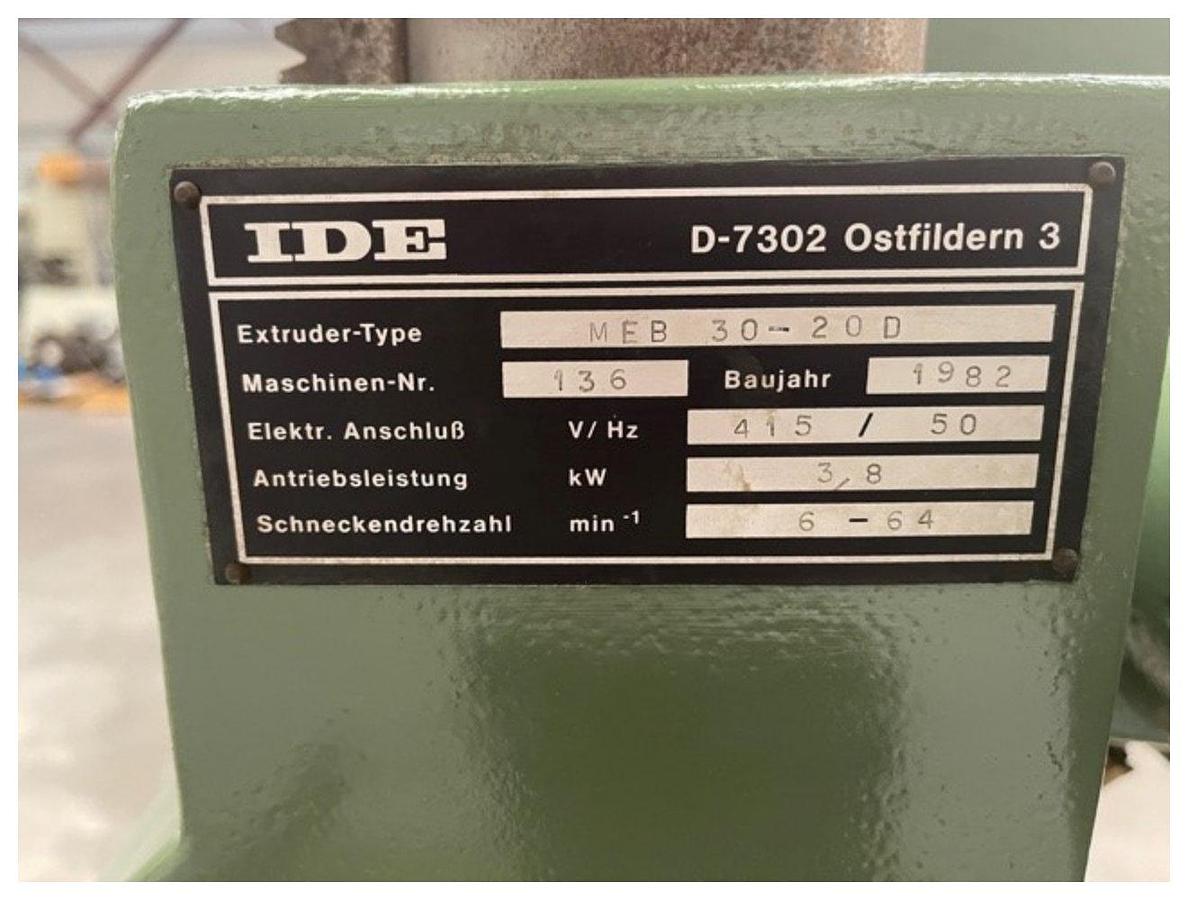 IDE D-7302 Ostfildern 3
Extruder-Type MEB 30-20D
Maschinen-Nr. 136 Baujahr 1982
Elektr. Anschluß V/Hz 415 / 50
Antriebsleistung kW 3,8
Schneckendrehzahl min⁻¹ 6 - 64